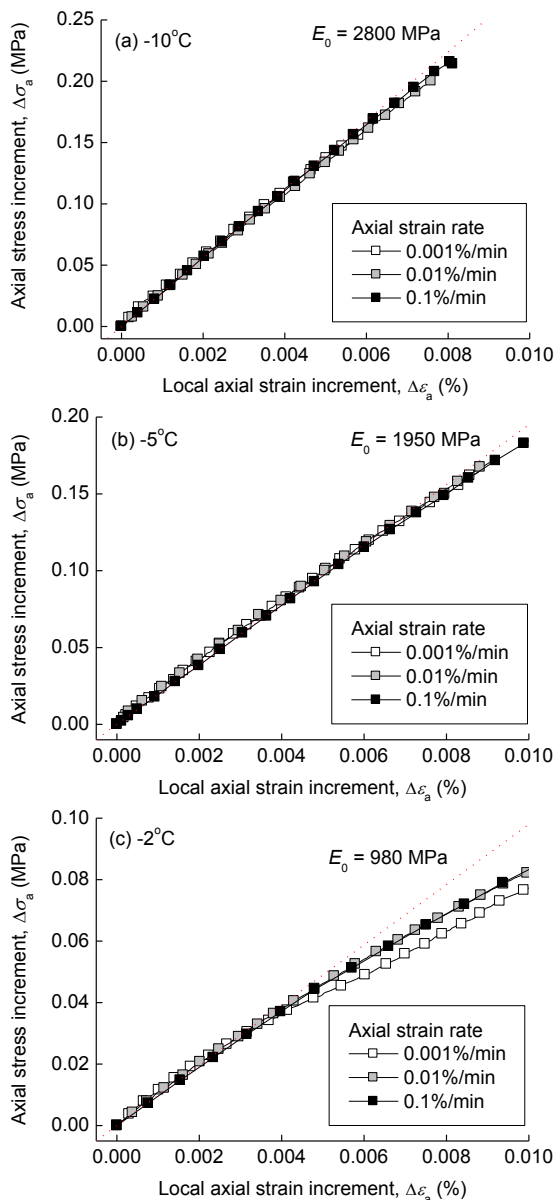 (a) -10°C
E₀ = 2800 MPa
Axial stress increment, Δσₐ (MPa)
0.25
0.20
0.15
0.10
0.05
0.00
Axial strain rate
0.001%/min
0.01%/min
0.1%/min
0.000 0.002 0.004 0.006 0.008 0.010
Local axial strain increment, Δεₐ (%)
(b) -5°C
E₀ = 1950 MPa
Axial stress increment, Δσₐ (MPa)
0.20
0.15
0.10
0.05
0.00
Axial strain rate
0.001%/min
0.01%/min
0.1%/min
0.000 0.002 0.004 0.006 0.008 0.010
Local axial strain increment, Δεₐ (%)
(c) -2°C
E₀ = 980 MPa
Axial stress increment, Δσₐ (MPa)
0.10
0.08
0.06
0.04
0.02
0.00
Axial strain rate
0.001%/min
0.01%/min
0.1%/min
0.000 0.002 0.004 0.006 0.008 0.010
Local axial strain increment, Δεₐ (%)